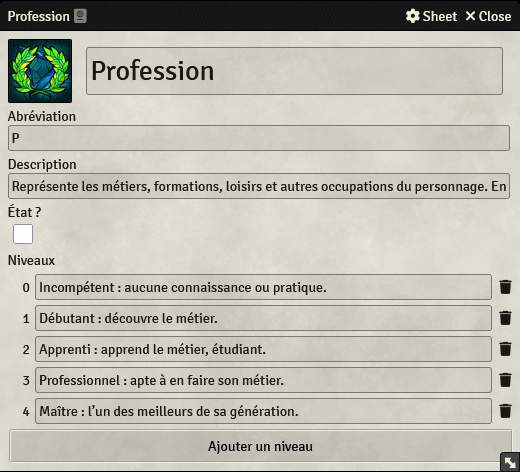 Profession Sheet Close
Profession
Abréviation
P
Description
Représente les métiers, formations, loisirs et autres occupations du personnage. En
État ?
Niveaux
0 Incompétent : aucune connaissance ou pratique.
1 Débutant : découvre le métier.
2 Apprenti : apprend le métier, étudiant.
3 Professionnel : apte à en faire son métier.
4 Maître : l’un des meilleurs de sa génération.
Ajouter un niveau